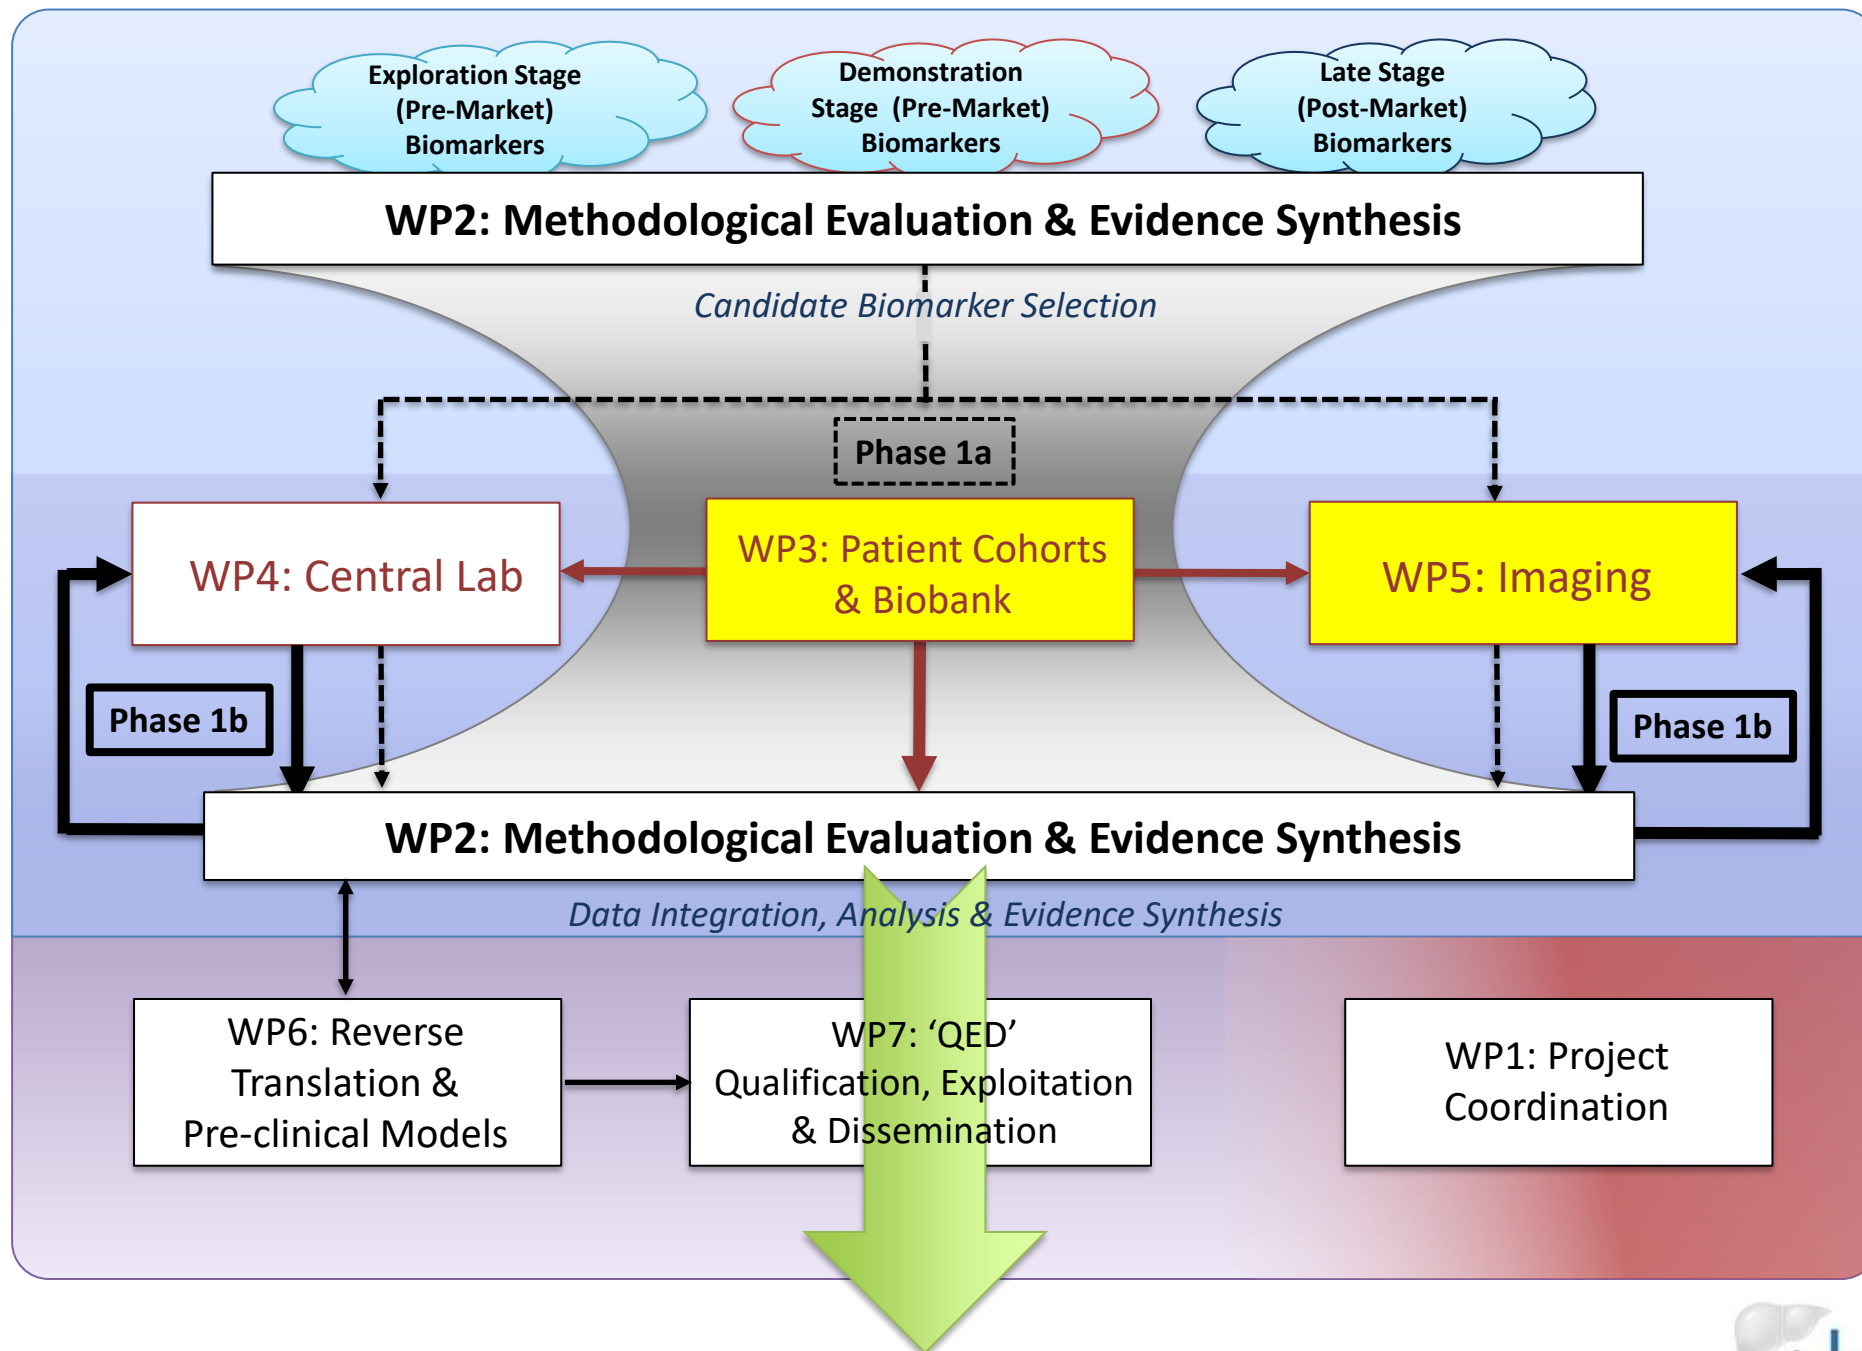 Exploration Stage
(Pre-Market)
Biomarkers
Demonstration
Stage (Pre-Market)
Biomarkers
Late Stage
(Post-Market)
Biomarkers
WP2: Methodological Evaluation & Evidence Synthesis
Candidate Biomarker Selection
Phase 1a
WP4: Central Lab
WP3: Patient Cohorts
& Biobank
WP5: Imaging
Phase 1b
Phase 1b
WP2: Methodological Evaluation & Evidence Synthesis
Data Integration, Analysis & Evidence Synthesis
WP6: Reverse
Translation &
Pre-clinical Models
WP7: ‘QED’
Qualification, Exploitation
& Dissemination
WP1: Project
Coordination